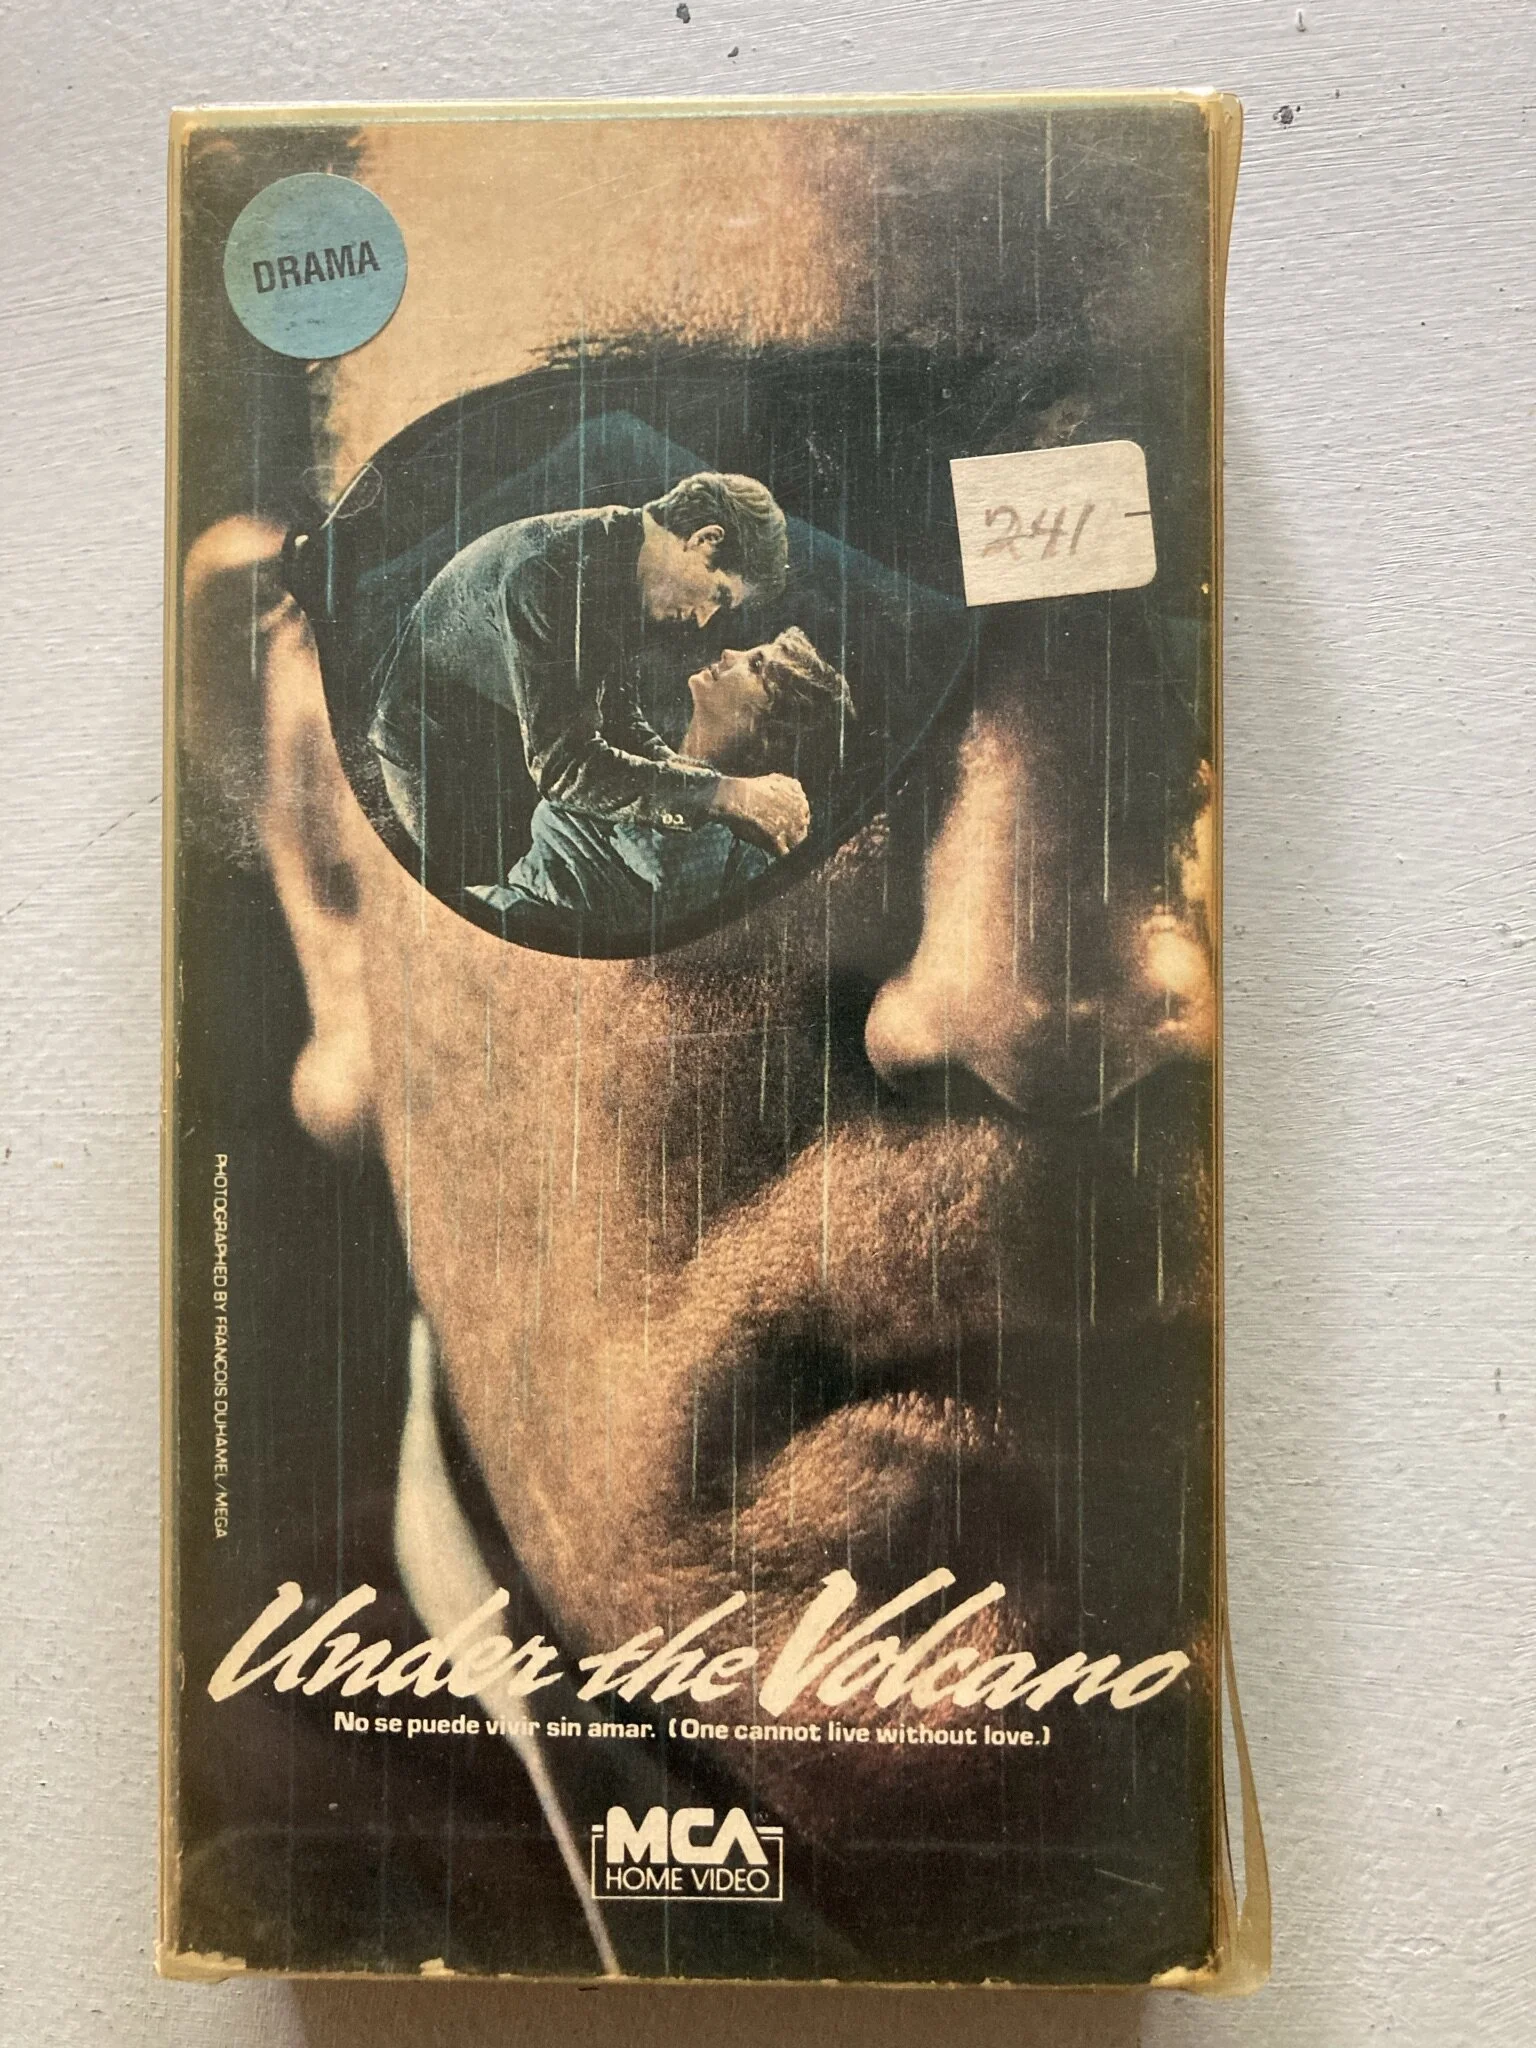 DRAMA
241
PHOTOGRAPHED BY FRANCOIS DUHAMEL / MEGA
Under the Volcano
No se puede vivir sin amar. (One cannot live without love.)
MCA
HOME VIDEO